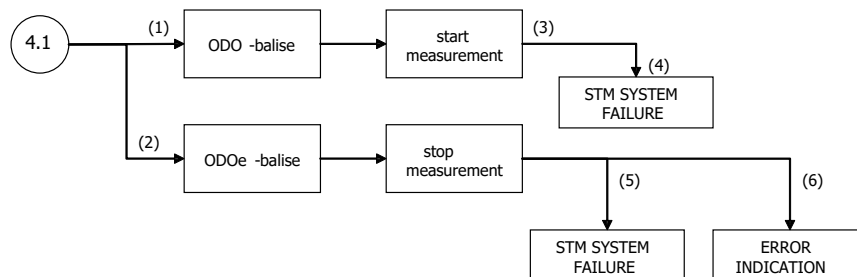 4.1
(1)
ODO -balise
start
measurement
(3)
(4)
STM SYSTEM
FAILURE
(2)
ODOe -balise
stop
measurement
(5)
(6)
STM SYSTEM
FAILURE
ERROR
INDICATION